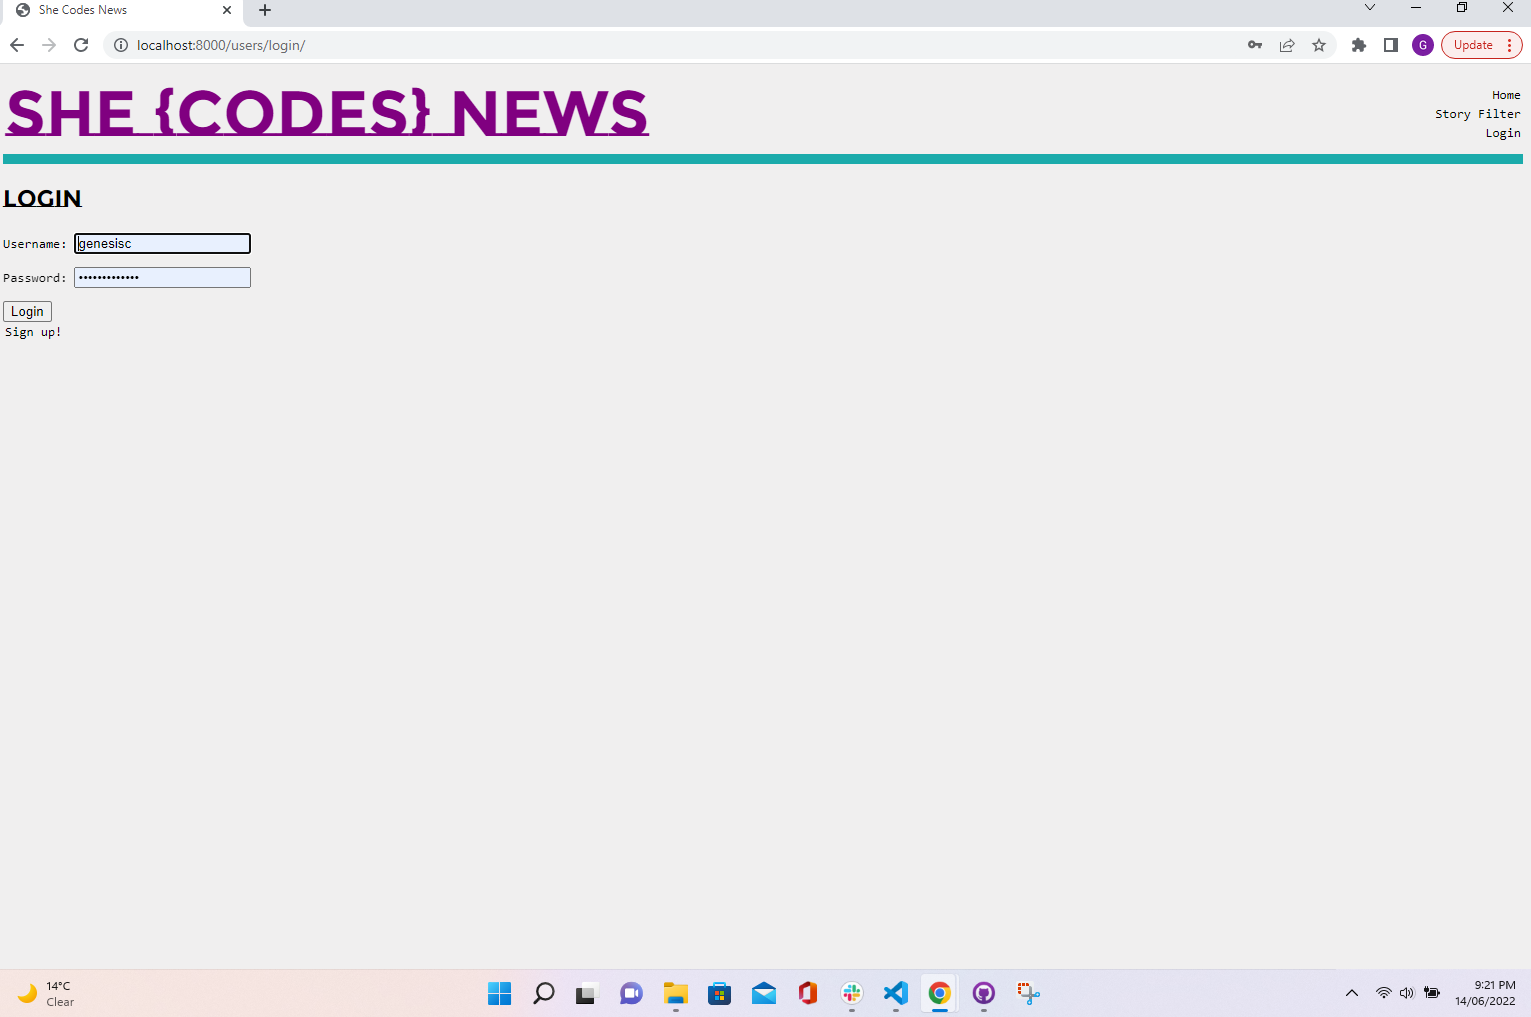 She Codes News
localhost:8000/users/login/
G
Update
SHE {CODES} NEWS
Home
Story Filter
Login
LOGIN
Username: genesisc
Password: •••••••••••••
Login
Sign up!
14°C
Clear
9:21 PM
14/06/2022